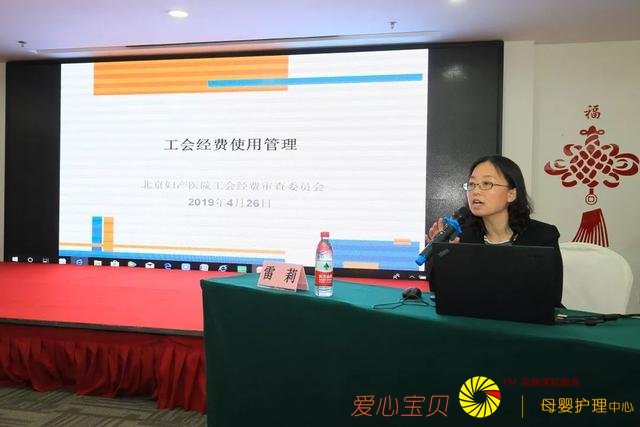 工会经费使用管理
北京妇产医院工会经费审查委员会
2019年4月26日
福
雷莉
爱心宝贝
TM
母婴护理中心